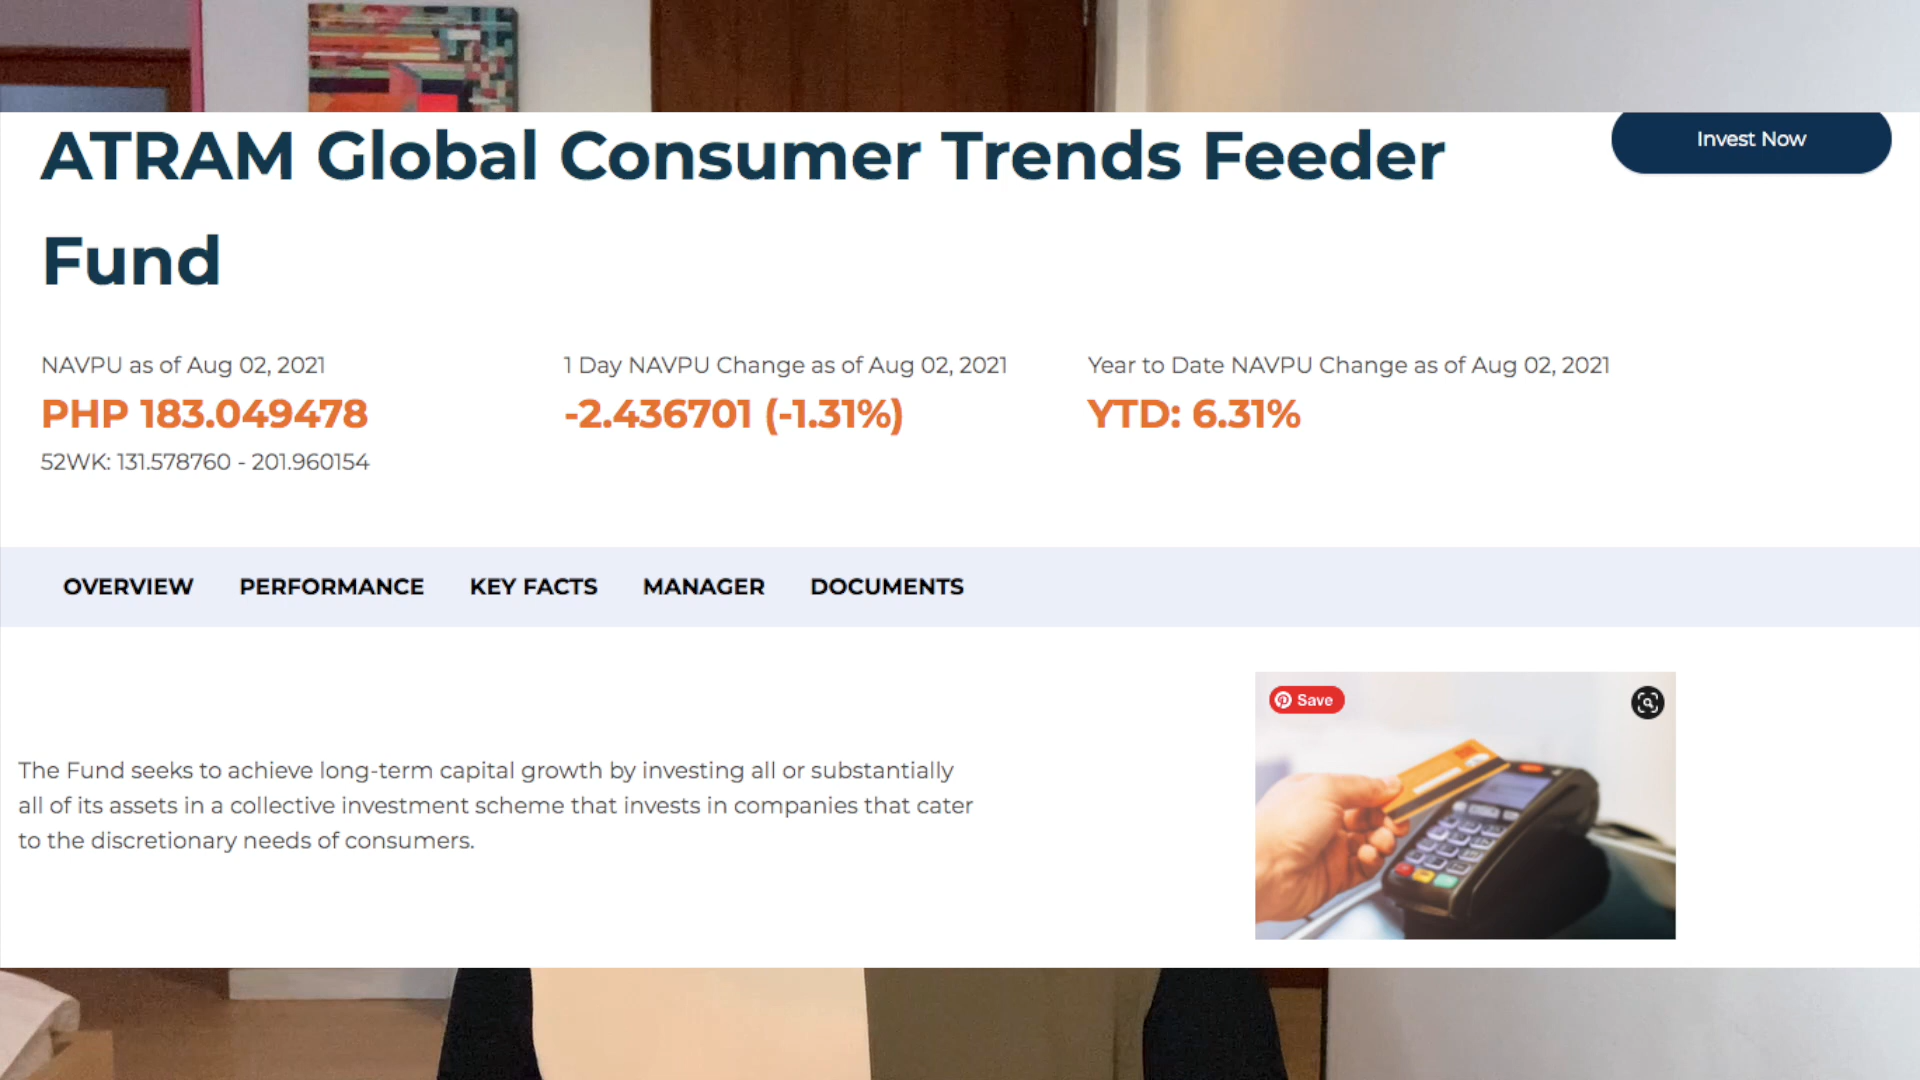 ATRAM Global Consumer Trends Feeder
Fund
Invest Now
NAVPU as of Aug 02, 2021
PHP 183.049478
52WK: 131.578760 - 201.960154
1 Day NAVPU Change as of Aug 02, 2021
-2.436701 (-1.31%)
Year to Date NAVPU Change as of Aug 02, 2021
YTD: 6.31%
OVERVIEW PERFORMANCE KEY FACTS MANAGER DOCUMENTS
The Fund seeks to achieve long-term capital growth by investing all or substantially
all of its assets in a collective investment scheme that invests in companies that cater
to the discretionary needs of consumers.
Save